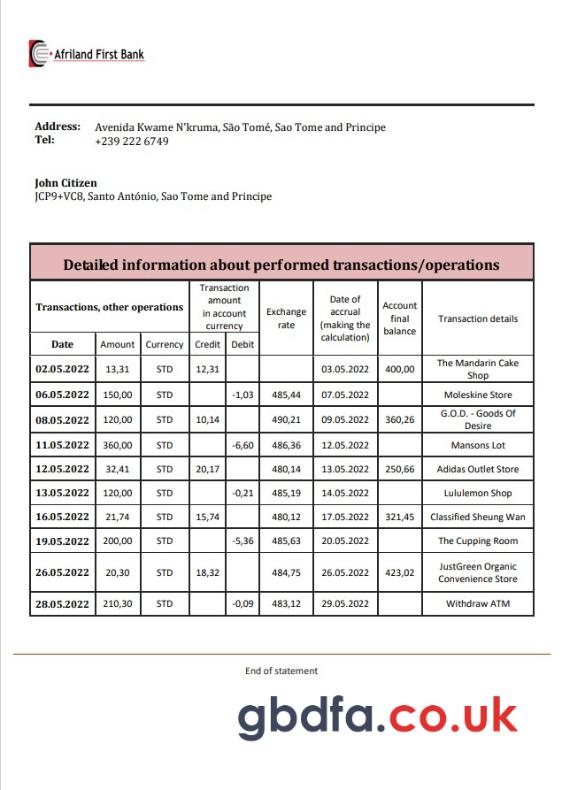 Afriland First Bank
Address: Avenida Kwame N'kruma, São Tomé, Sao Tome and Principe
Tel: +239 222 6749
John Citizen
JCP9+VC8, Santo António, Sao Tome and Principe
Detailed information about performed transactions/operations
Transactions, other operations
Transaction amount in account currency
Exchange rate
Date of accrual (making the calculation)
Account final balance
Transaction details
Date Amount Currency Credit Debit
02.05.2022 13,31 STD 12,31 03.05.2022 400,00 The Mandarin Cake Shop
06.05.2022 150,00 STD -1,03 485,44 07.05.2022 Moleskine Store
08.05.2022 120,00 STD 10,14 490,21 09.05.2022 360,26 G.O.D. - Goods Of Desire
11.05.2022 360,00 STD -6,60 486,36 12.05.2022 Mansons Lot
12.05.2022 32,41 STD 20,17 480,14 13.05.2022 250,66 Adidas Outlet Store
13.05.2022 120,00 STD -0,21 485,19 14.05.2022 Lululemon Shop
16.05.2022 21,74 STD 15,74 480,12 17.05.2022 321,45 Classified Sheung Wan
19.05.2022 200,00 STD -5,36 485,63 20.05.2022 The Cupping Room
26.05.2022 20,30 STD 18,32 484,75 26.05.2022 423,02 JustGreen Organic Convenience Store
28.05.2022 210,30 STD -0,09 483,12 29.05.2022 Withdraw ATM
End of statement
gbdfa.co.uk